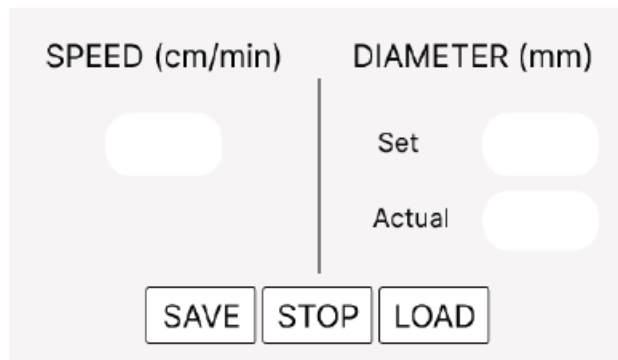 SPEED (cm/min)
DIAMETER (mm)
Set
Actual
SAVE STOP LOAD